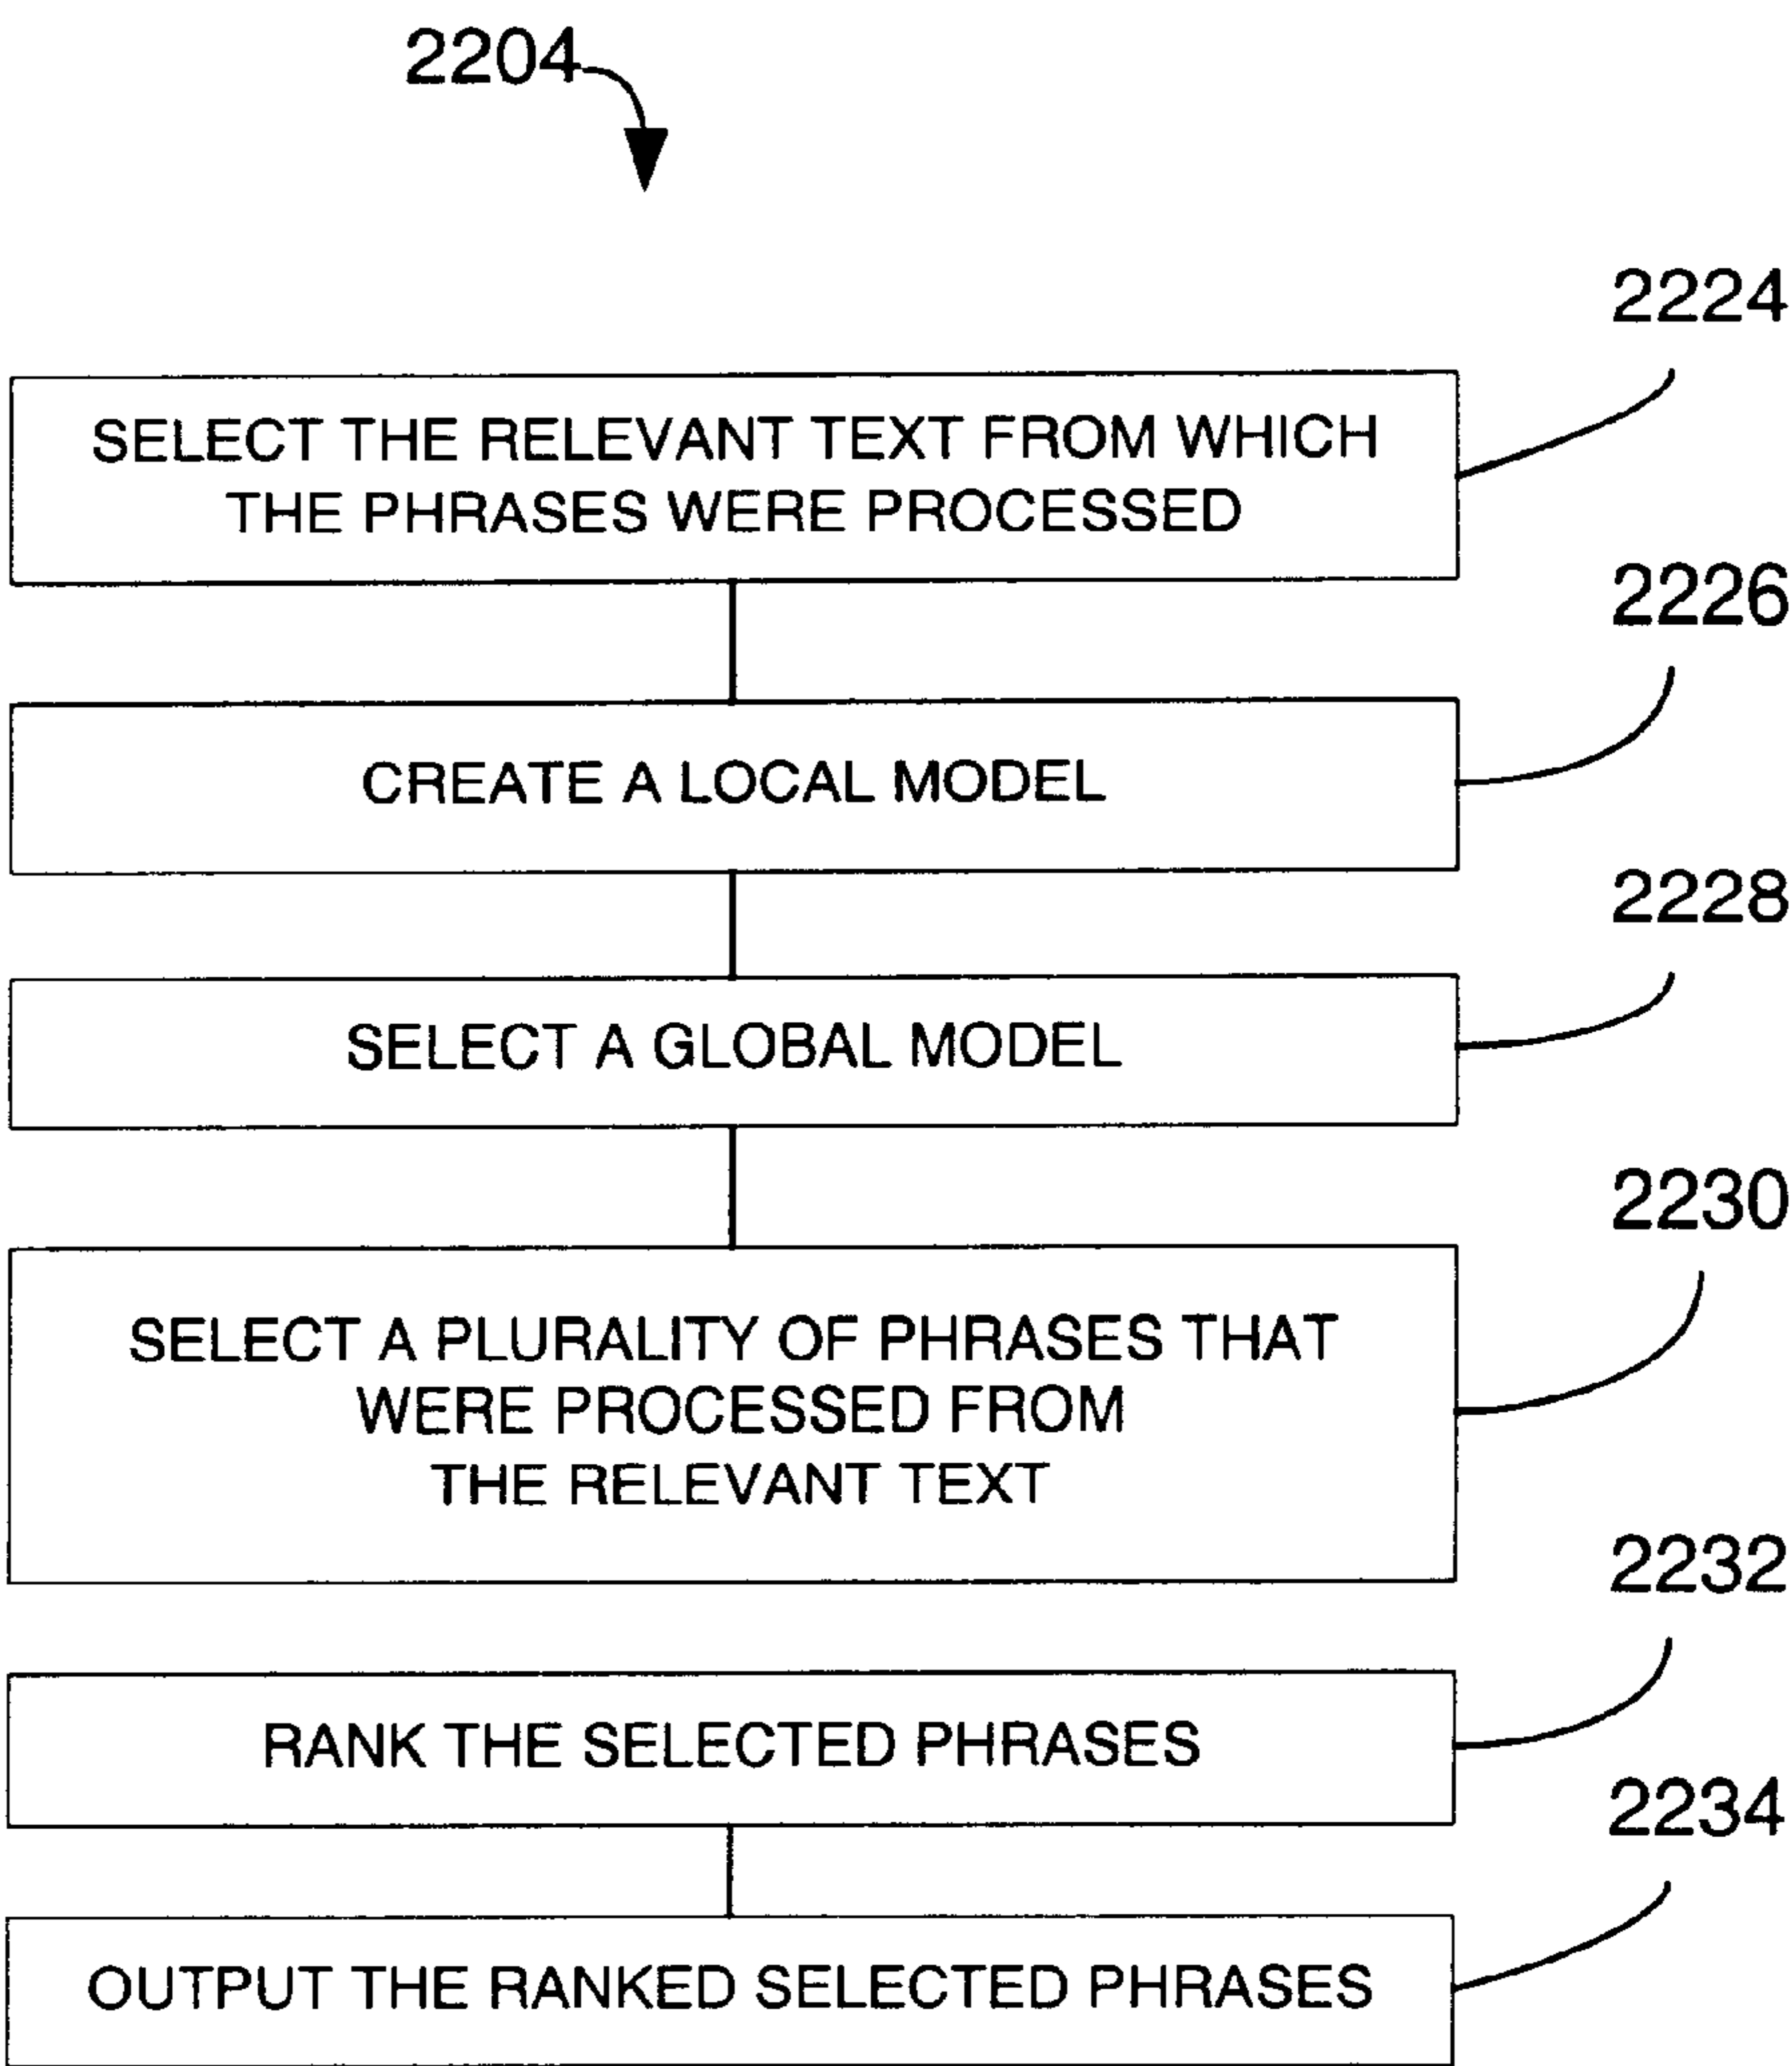 2204
2224
SELECT THE RELEVANT TEXT FROM WHICH
THE PHRASES WERE PROCESSED
2226
CREATE A LOCAL MODEL
2228
SELECT A GLOBAL MODEL
2230
SELECT A PLURALITY OF PHRASES THAT
WERE PROCESSED FROM
THE RELEVANT TEXT
2232
RANK THE SELECTED PHRASES
2234
OUTPUT THE RANKED SELECTED PHRASES